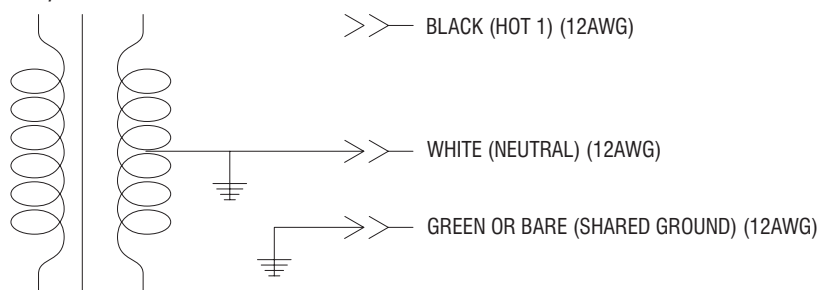 BLACK (HOT 1) (12AWG)
WHITE (NEUTRAL) (12AWG)
GREEN OR BARE (SHARED GROUND) (12AWG)